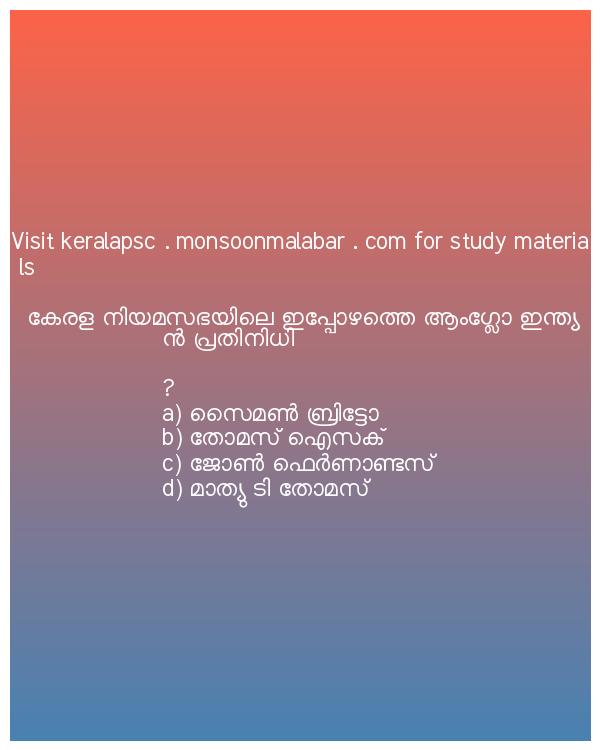 Visit keralapsc . monsoonmalabar . com for study materia
ls
കേരള നിയമസഭയിലെ ഇപ്പോഴത്തെ ആംഗ്ലോ ഇന്ത്യ
ൻ പ്രതിനിധി
?
a) സൈമൺ ബ്രിട്ടോ
b) തോമസ് ഐസക്
c) ജോൺ ഫെർണാണ്ടസ്
d) മാത്യു ടി തോമസ്